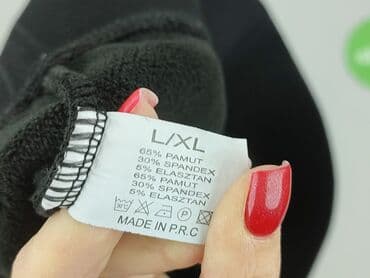 L/XL
65% PAMUT
30% SPANDEX
5% ELASZTAN
65% PAMUT
30% SPANDEX
5% ELASZTAN
MADE IN P.R.C